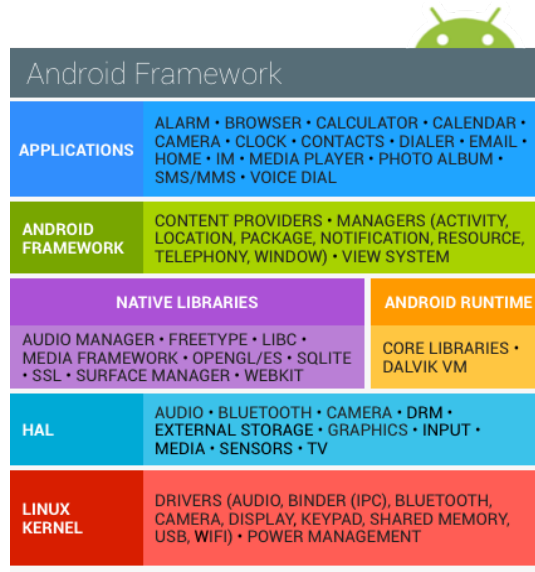 Android Framework
APPLICATIONS
ALARM • BROWSER • CALCULATOR • CALENDAR •
CAMERA • CLOCK • CONTACTS • DIALER • EMAIL •
HOME • IM • MEDIA PLAYER • PHOTO ALBUM •
SMS/MMS • VOICE DIAL
ANDROID
FRAMEWORK
CONTENT PROVIDERS • MANAGERS (ACTIVITY,
LOCATION, PACKAGE, NOTIFICATION, RESOURCE,
TELEPHONY, WINDOW) • VIEW SYSTEM
NATIVE LIBRARIES
AUDIO MANAGER • FREETYPE • LIBC •
MEDIA FRAMEWORK • OPENGL/ES • SQLITE
• SSL • SURFACE MANAGER • WEBKIT
ANDROID RUNTIME
CORE LIBRARIES •
DALVIK VM
HAL
AUDIO • BLUETOOTH • CAMERA • DRM •
EXTERNAL STORAGE • GRAPHICS • INPUT •
MEDIA • SENSORS • TV
LINUX
KERNEL
DRIVERS (AUDIO, BINDER (IPC), BLUETOOTH,
CAMERA, DISPLAY, KEYPAD, SHARED MEMORY,
USB, WIFI) • POWER MANAGEMENT